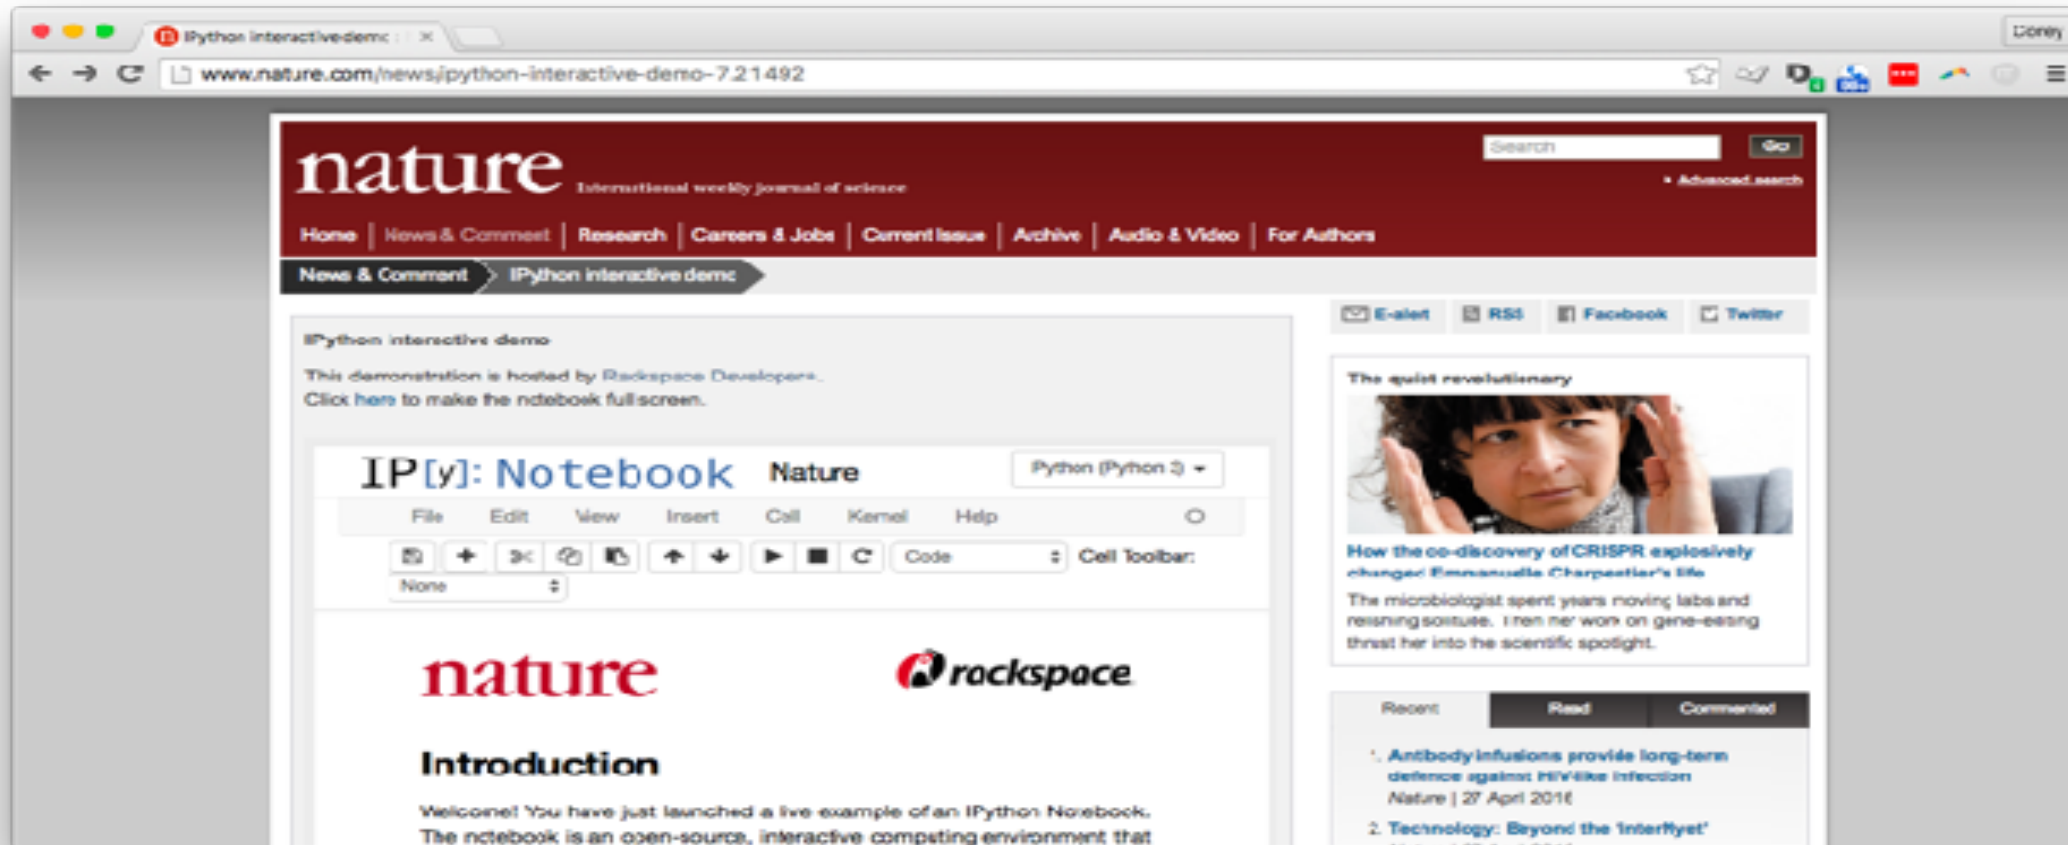 IPython interactive demo :
Corey
www.nature.com/news/ipython-interactive-demo-7.21492
nature International weekly journal of science
Search
Go
Advanced search
Home | News & Comment | Research | Careers & Jobs | Current Issue | Archive | Audio & Video | For Authors
News & Comment
IPython interactive demo
E-alert
RSS
Facebook
Twitter
IPython interactive demo
This demonstration is hosted by Rackspace Developers.
Click here to make the notebook full screen.
IP[y]: Notebook
Nature
Python (Python 3)
File Edit View Insert Cell Kernel Help
Code
Cell Toolbar:
None
nature
rackspace
Introduction
Welcome! You have just launched a live example of an IPython Notebook.
The notebook is an open-source, interactive computing environment that
The quiet revolutionary
How the co-discovery of CRISPR explosively
changed Emmanuelle Charpentier's life
The microbiologist spent years moving labs and
relishing solitude. Then her work on gene-editing
thrust her into the scientific spotlight.
Recent
Read
Commented
1. Antibody infusions provide long-term
defence against HIV-like infection
Nature | 27 April 2016
2. Technology: Beyond the 'InterNyet'